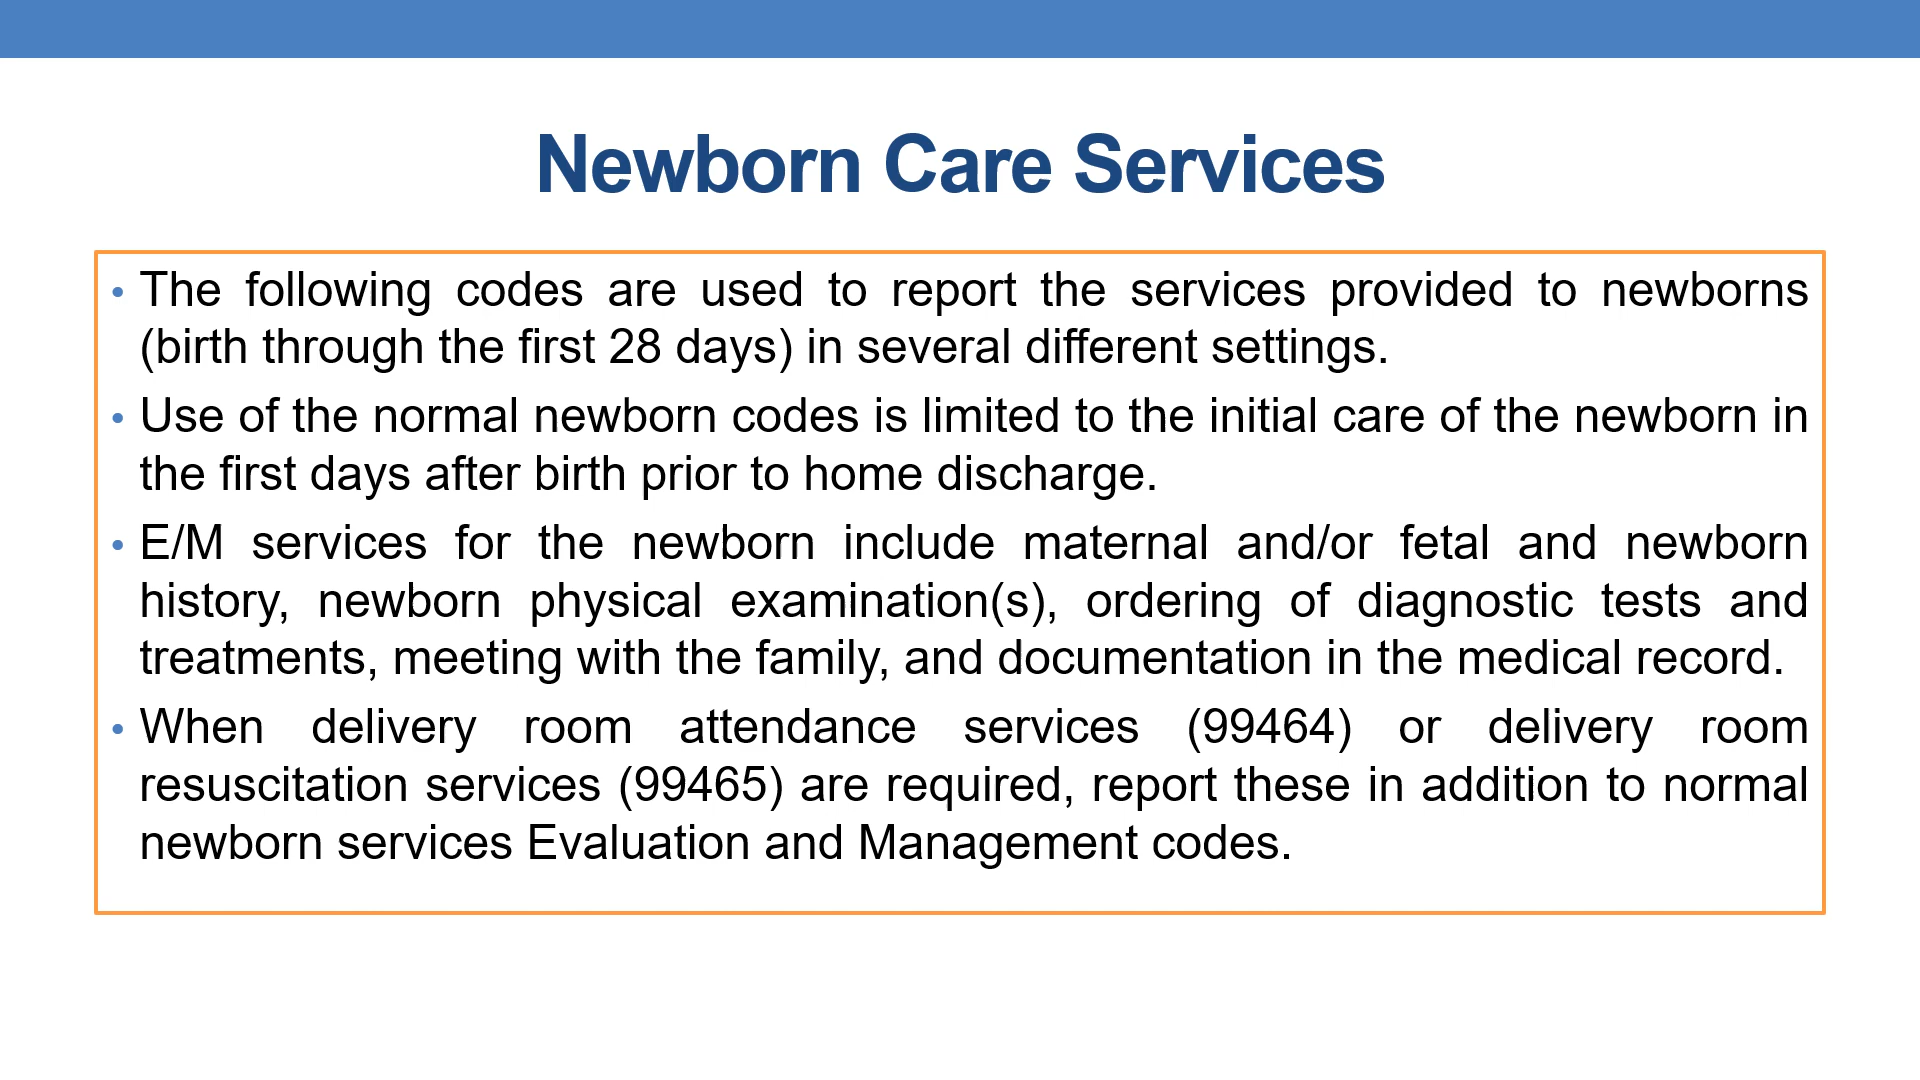 Newborn Care Services
• The following codes are used to report the services provided to newborns
(birth through the first 28 days) in several different settings.
• Use of the normal newborn codes is limited to the initial care of the newborn in
the first days after birth prior to home discharge.
• E/M services for the newborn include maternal and/or fetal and newborn
history, newborn physical examination(s), ordering of diagnostic tests and
treatments, meeting with the family, and documentation in the medical record.
• When delivery room attendance services (99464) or delivery room
resuscitation services (99465) are required, report these in addition to normal
newborn services Evaluation and Management codes.